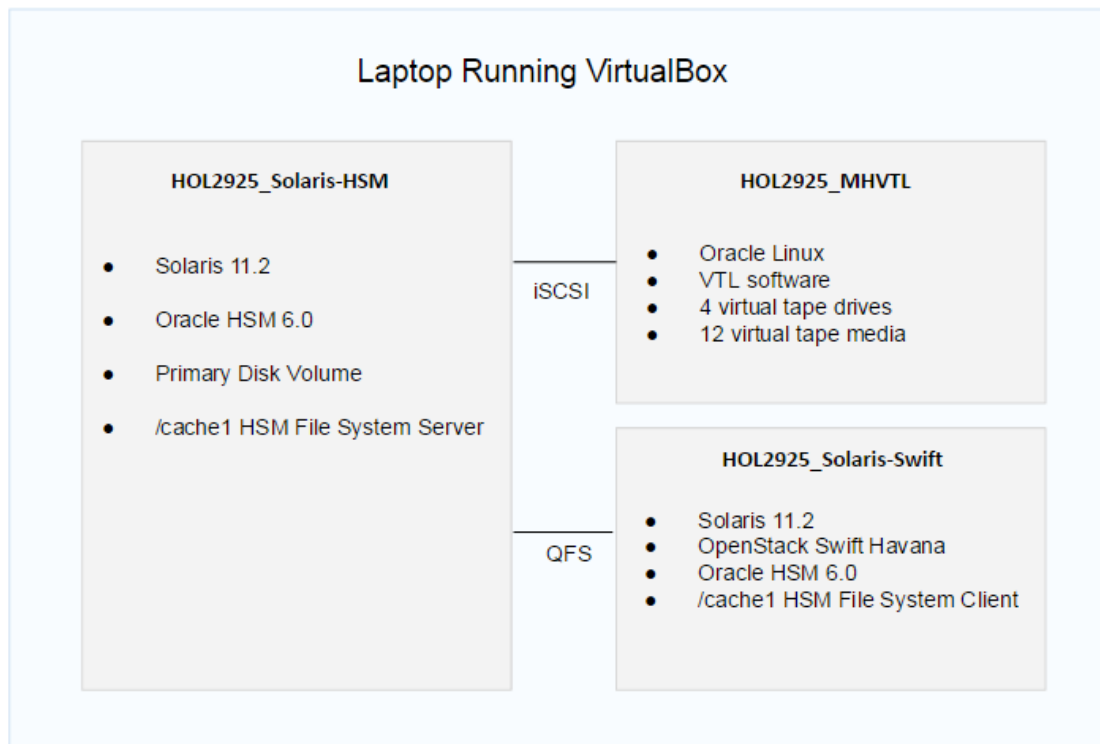 Laptop Running VirtualBox
HOL2925_Solaris-HSM
● Solaris 11.2
● Oracle HSM 6.0
● Primary Disk Volume
● /cache1 HSM File System Server
iSCSI
QFS
HOL2925_MHVTL
● Oracle Linux
● VTL software
● 4 virtual tape drives
● 12 virtual tape media
HOL2925_Solaris-Swift
● Solaris 11.2
● OpenStack Swift Havana
● Oracle HSM 6.0
● /cache1 HSM File System Client